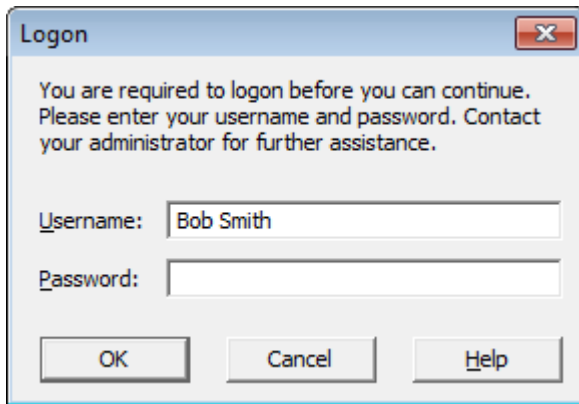 Logon
You are required to logon before you can continue.
Please enter your username and password. Contact
your administrator for further assistance.
Username: Bob Smith
Password:
OK Cancel Help